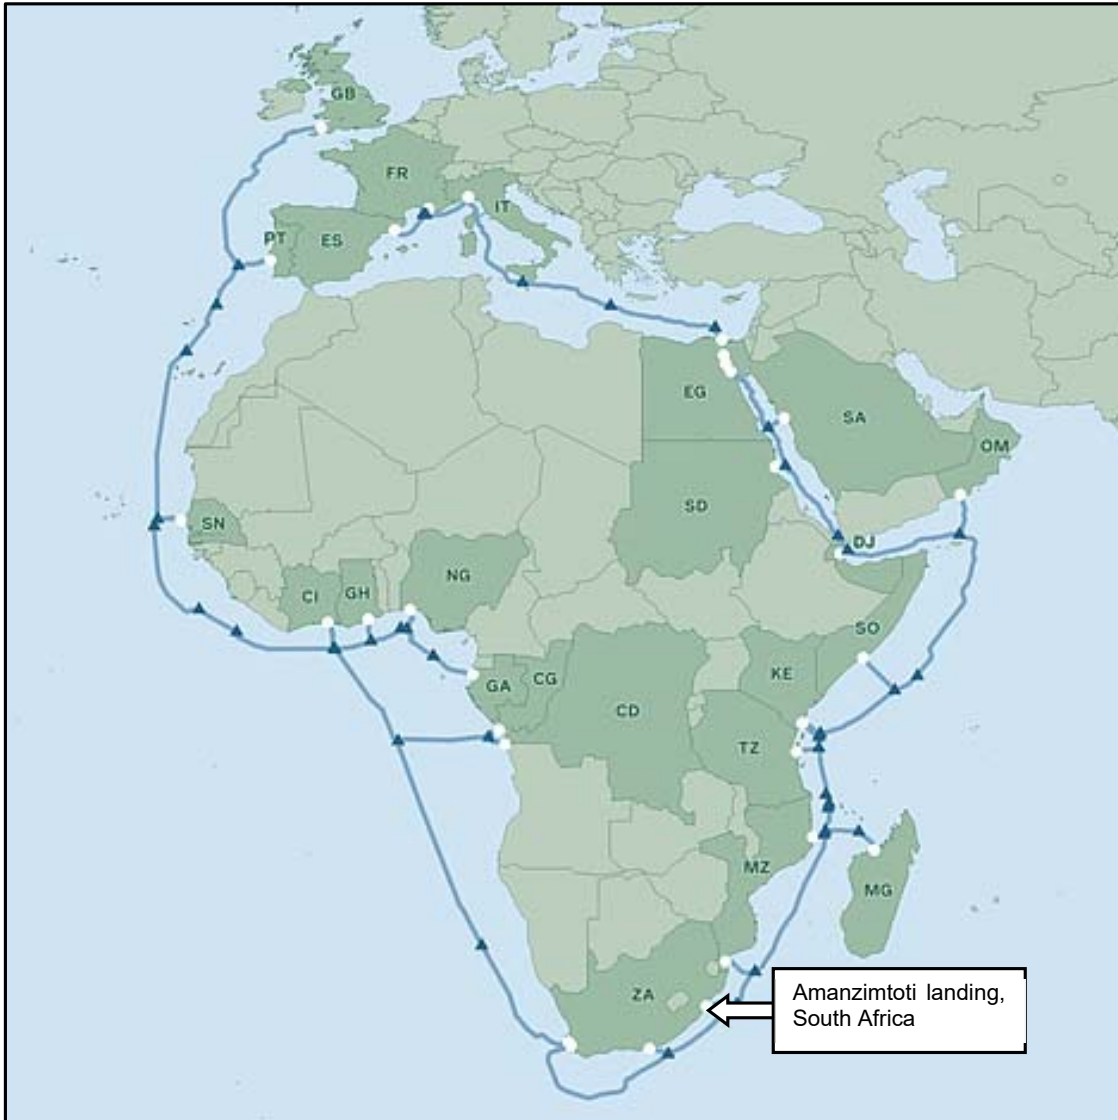 GB
FR
IT
PT
ES
EG
SA
OM
SD
SN
DJ
NG
CI
GH
SO
KE
GA
CG
CD
TZ
MZ
MG
ZA
Amanzimtoti landing,
South Africa